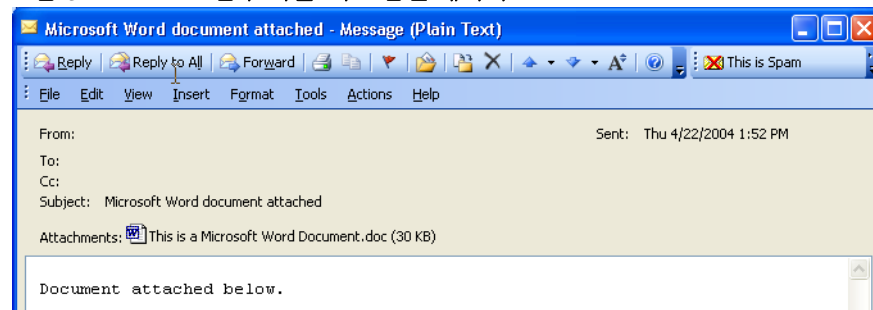 Microsoft Word document attached - Message (Plain Text)
Reply Reply to All Forward This is Spam
File Edit View Insert Format Tools Actions Help
From: Sent: Thu 4/22/2004 1:52 PM
To:
Cc:
Subject: Microsoft Word document attached
Attachments: This is a Microsoft Word Document.doc (30 KB)
Document attached below.